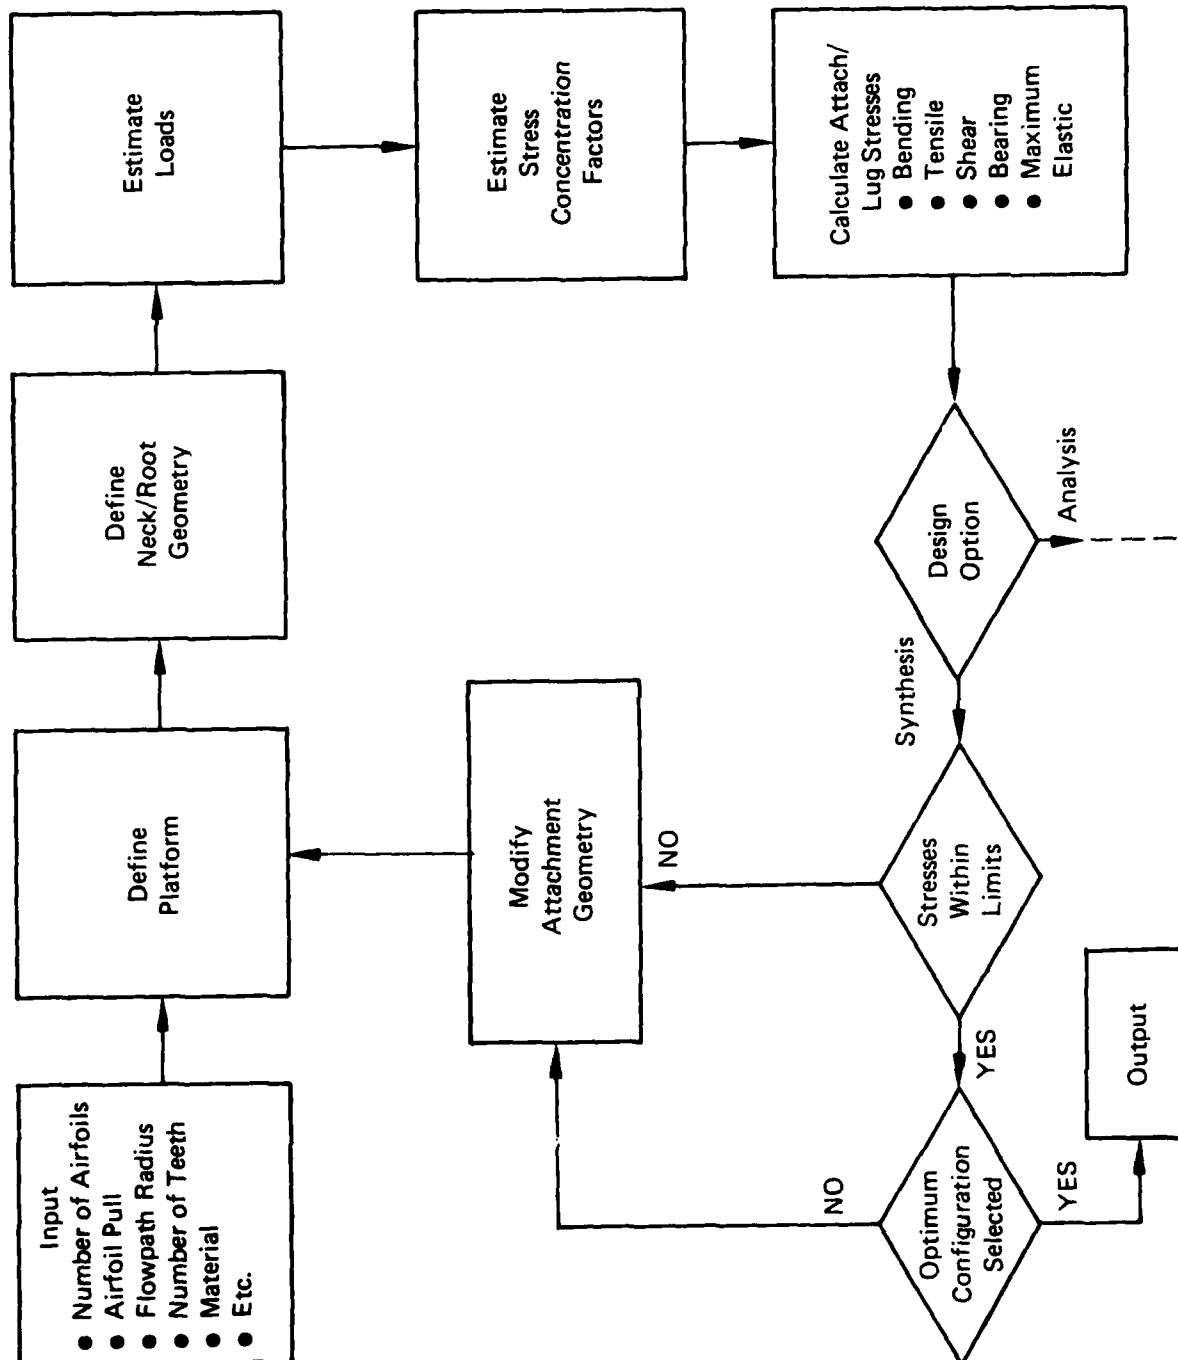 Input
● Number of Airfoils
● Airfoil Pull
● Flowpath Radius
● Number of Teeth
● Material
● Etc.
Define
Platform
Define
Neck/Root
Geometry
Estimate
Loads
Estimate
Stress
Concentration
Factors
Calculate Attach/
Lug Stresses
● Bending
● Tensile
● Shear
● Bearing
● Maximum
Elastic
Design
Option
Analysis
Synthesis
Stresses
Within
Limits
NO
Modify
Attachment
Geometry
YES
Optimum
Configuration
Selected
NO
YES
Output